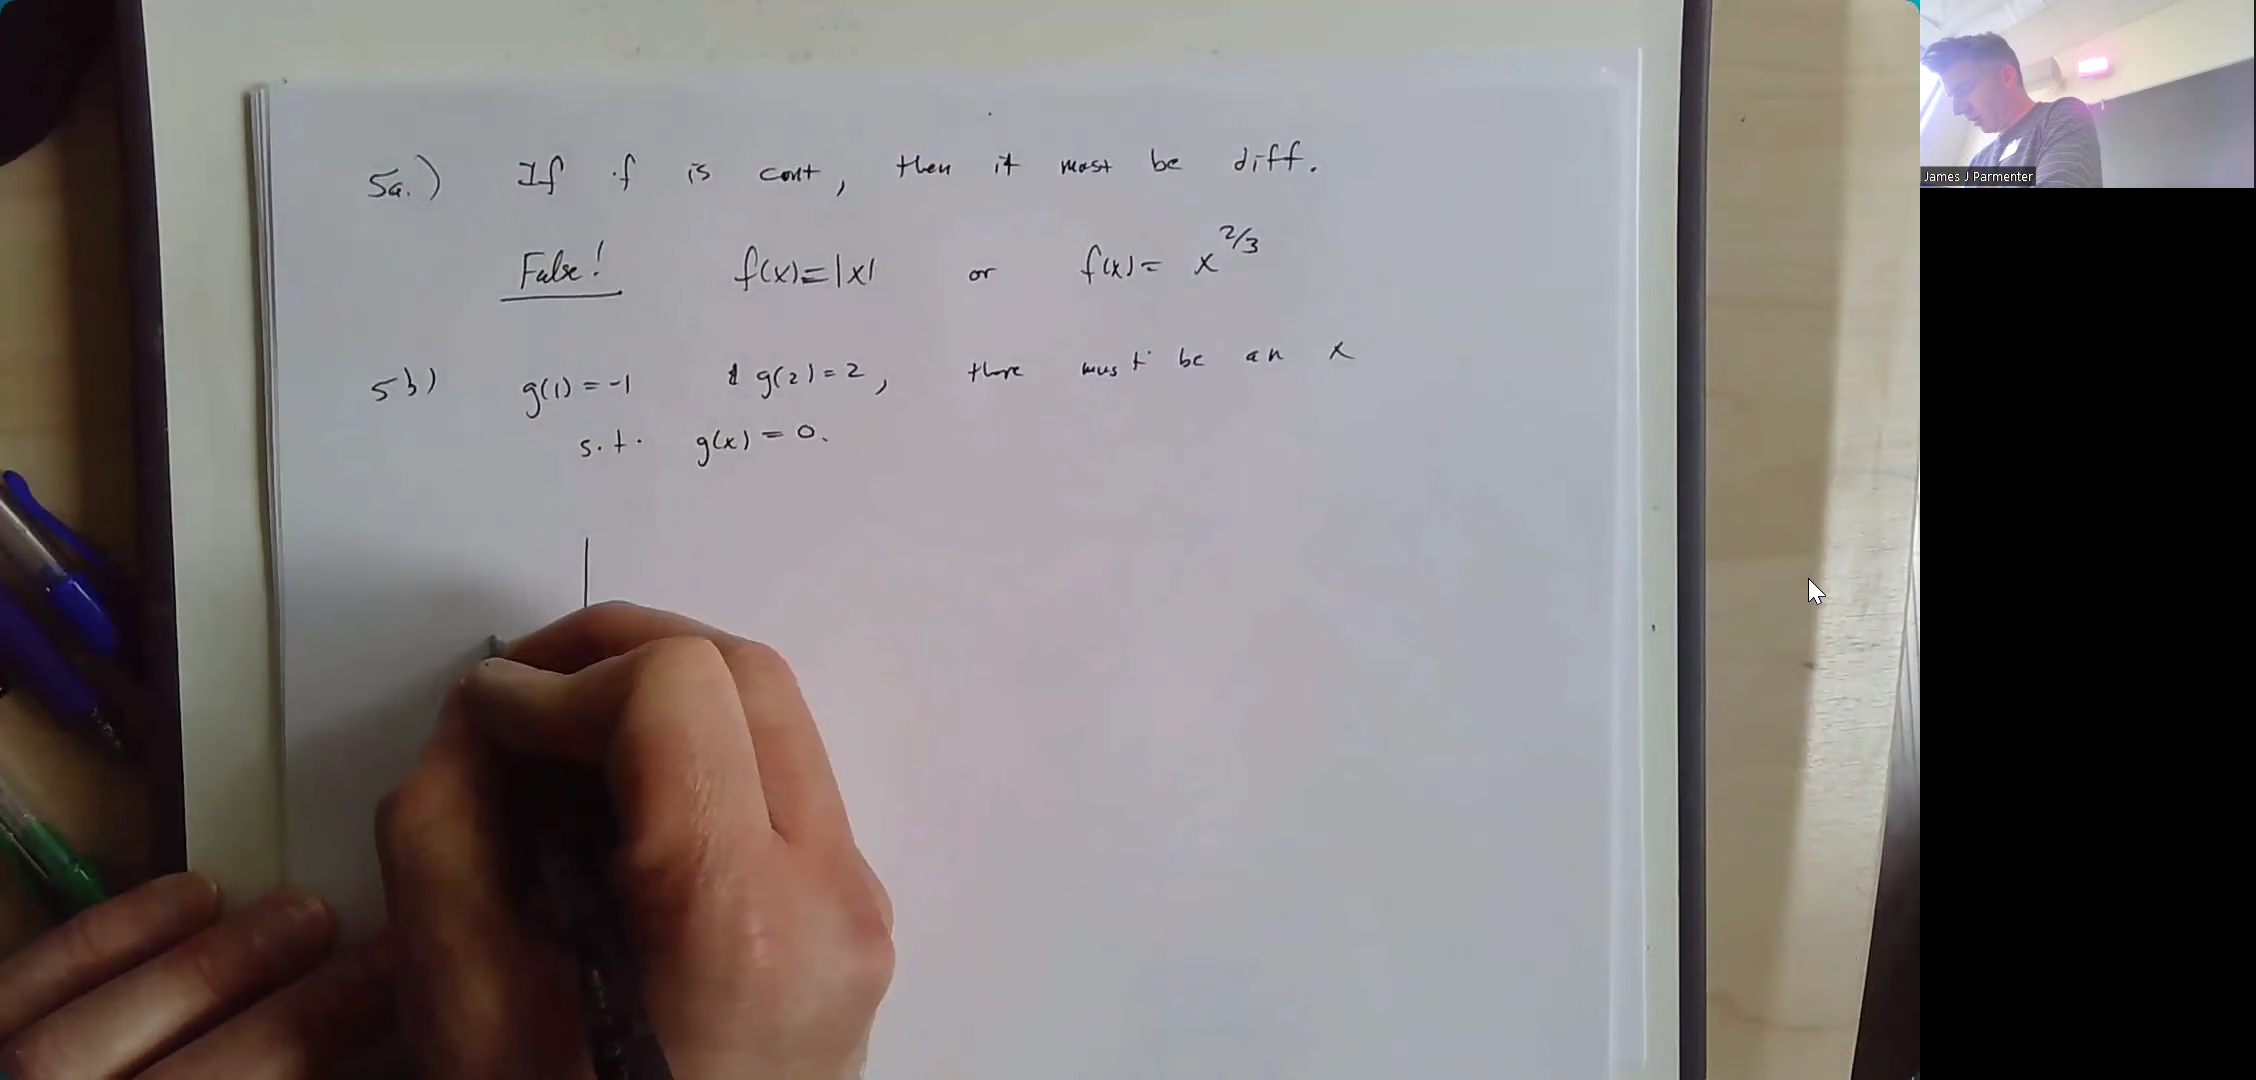 5a.) If f is cont, then it must be diff.
False! f(x)=|x| or f(x)= x^{2/3}
5b) g(1)=-1 & g(2)=2, there must be an x
s.t. g(x)=0.
James J Parmenter